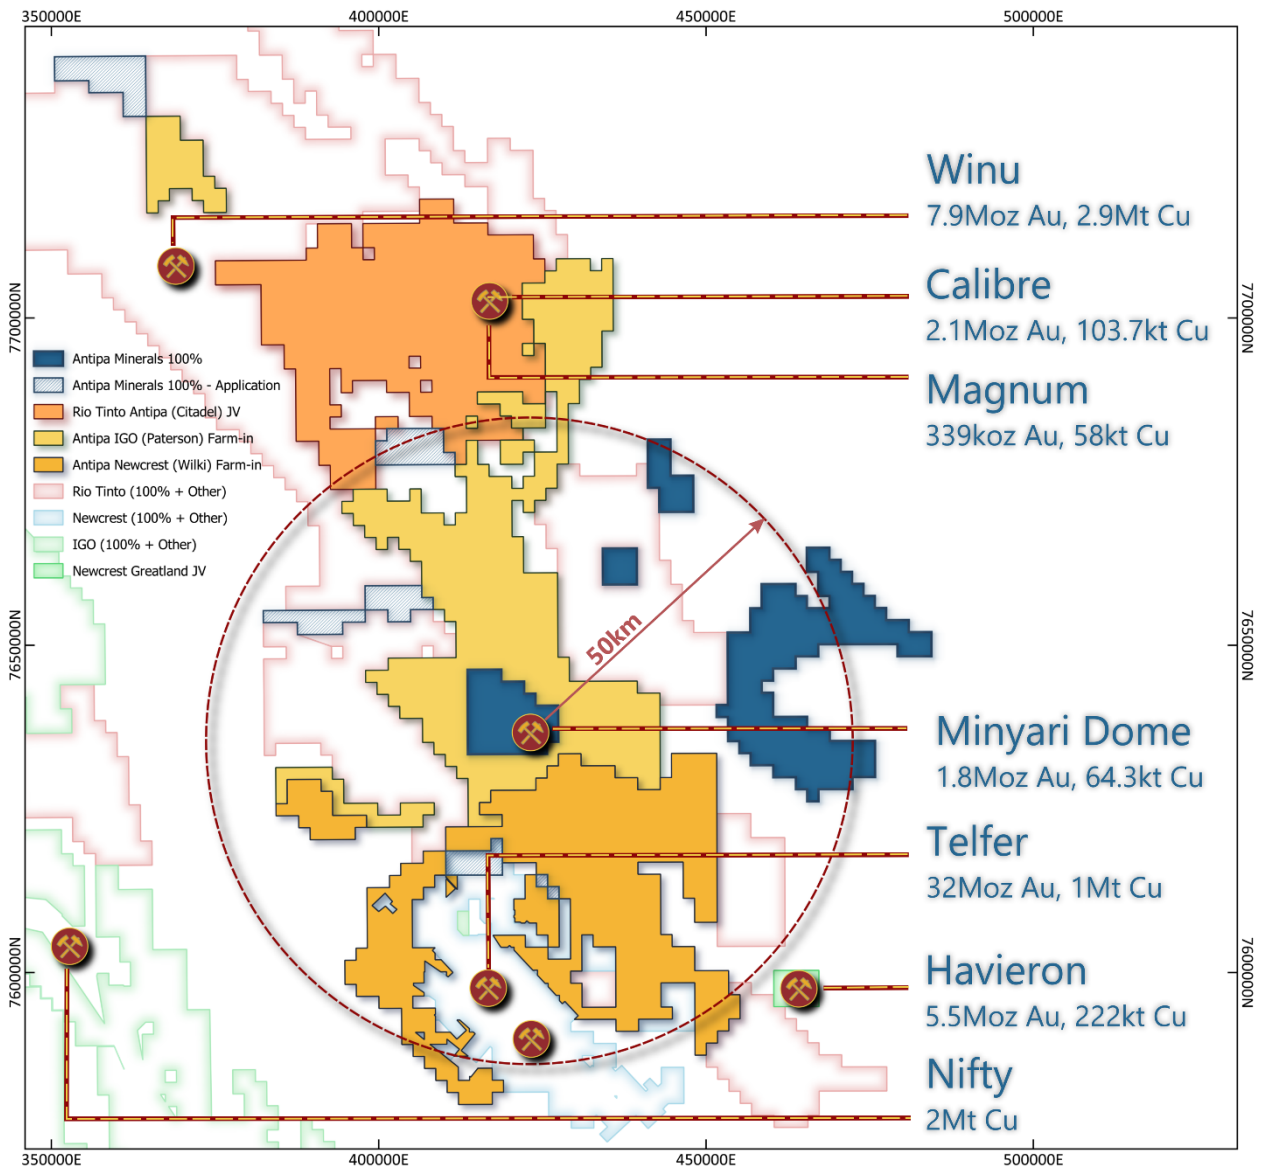 350000E 400000E 450000E 500000E
Winu
7.9Moz Au, 2.9Mt Cu
Calibre
2.1Moz Au, 103.7kt Cu
7700000N
7700000N
Magnum
339koz Au, 58kt Cu
Antipa Minerals 100%
Antipa Minerals 100% - Application
Rio Tinto Antipa (Citadel) JV
Antipa IGO (Paterson) Farm-in
Antipa Newcrest (Wilki) Farm-in
Rio Tinto (100% + Other)
Newcrest (100% + Other)
IGO (100% + Other)
Newcrest Greatland JV
50km
7650000N
7650000N
Minyari Dome
1.8Moz Au, 64.3kt Cu
Telfer
32Moz Au, 1Mt Cu
7600000N
7600000N
Havieron
5.5Moz Au, 222kt Cu
Nifty
2Mt Cu
350000E 400000E 450000E 500000E